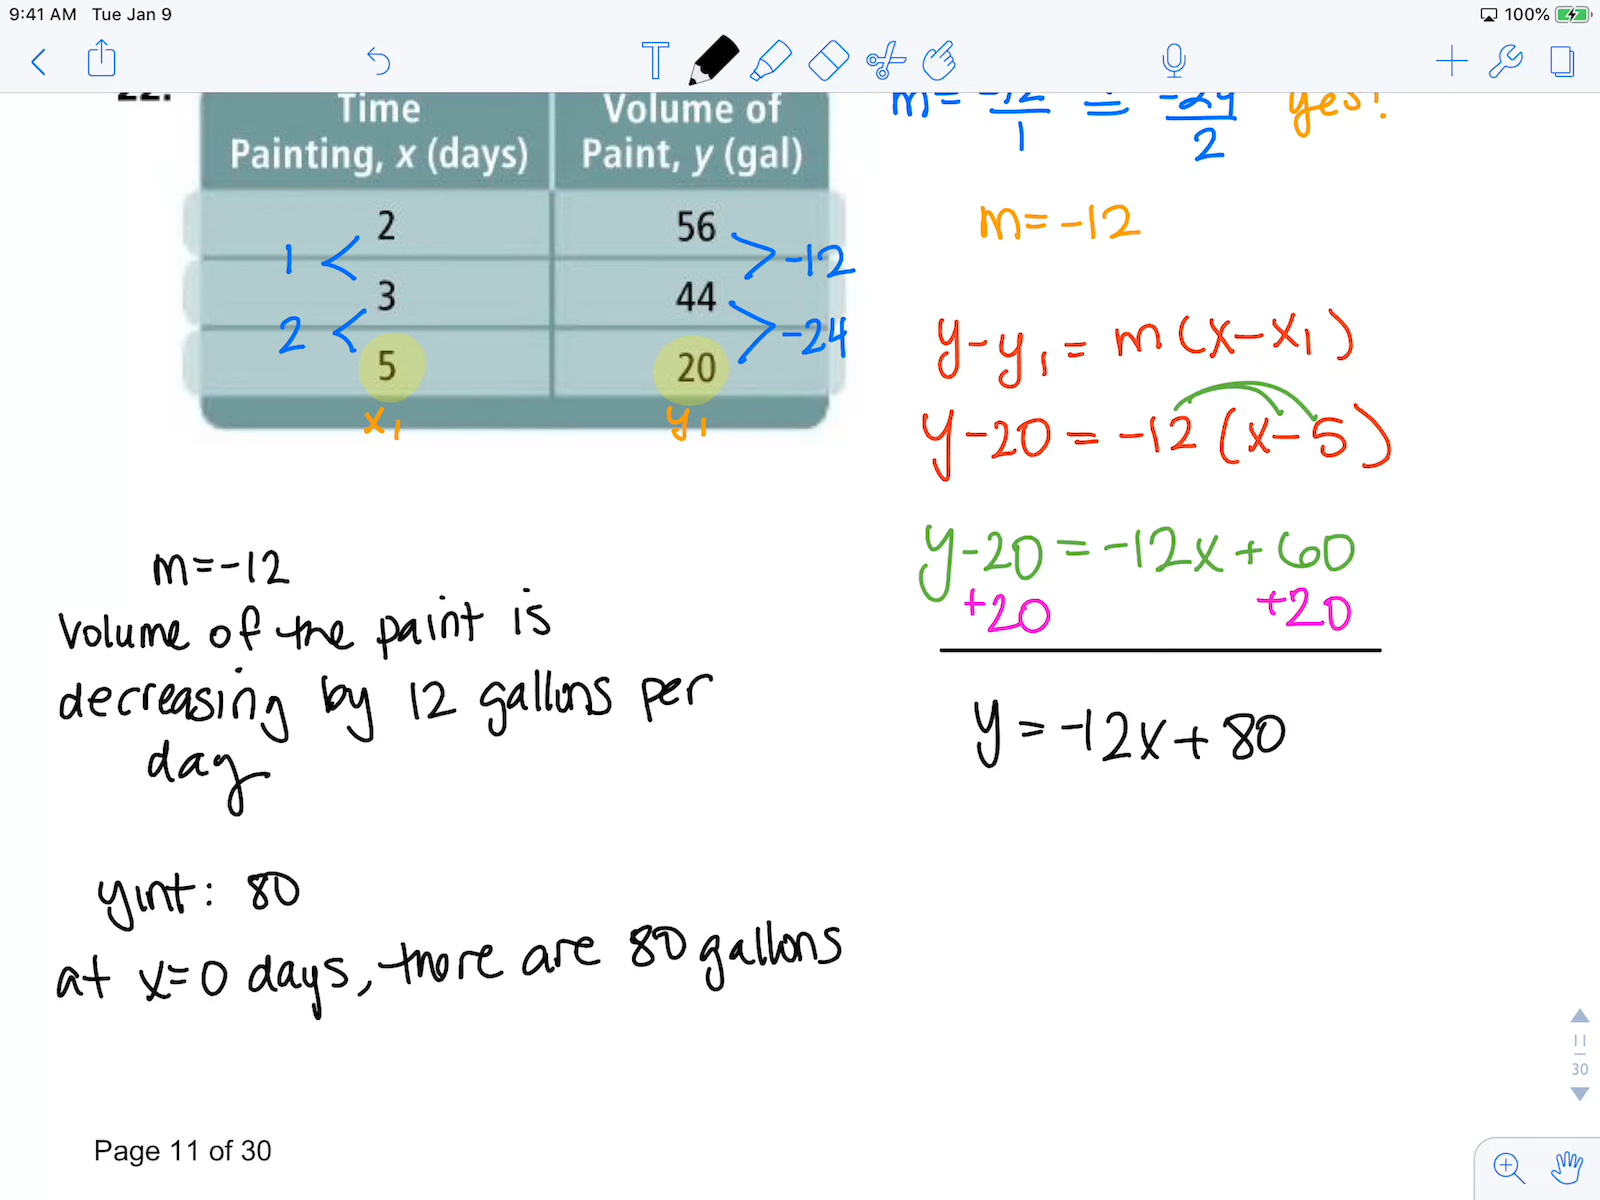 9:41 AM Tue Jan 9
100%
22.
Time Painting, x (days)
Volume of Paint, y (gal)
2 56
1 -12
3 44
2 -24
5 20
x₁ y₁
m = -12/1 = -24/2 yes!
m = -12
y-y₁ = m(x-x₁)
y-20 = -12(x-5)
y-20 = -12x+60
+20 +20
y = -12x+80
m=-12
Volume of the paint is
decreasing by 12 gallons per
day
yint: 80
at x=0 days, there are 80 gallons
11
30
Page 11 of 30